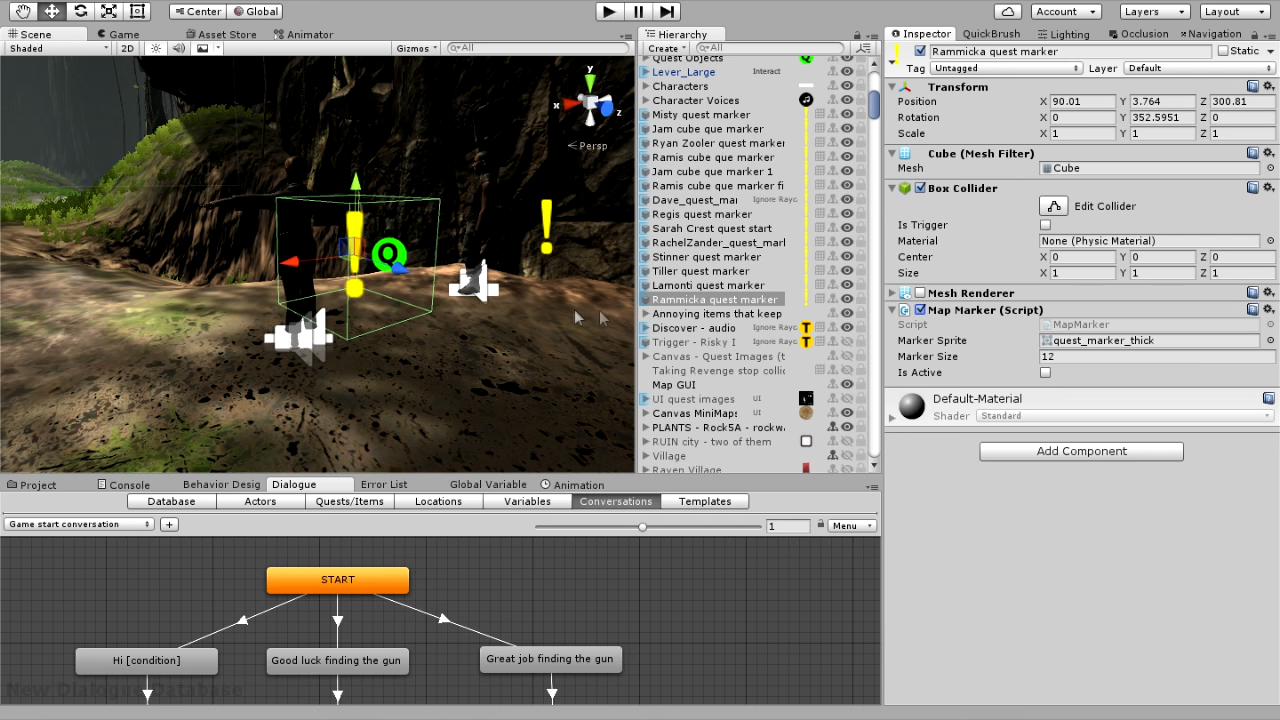 Center Global Account Layers Layout
Scene Game Asset Store Animator
Shaded 2D Gizmos All
y
x
z
Persp
Hierarchy
Create All
Quest Objects
Lever_Large Interact
Characters
Character Voices
Misty quest marker
Jam cube que marker
Ryan Zooler quest marker
Ramis cube que marker
Jam cube que marker 1
Ramis cube que marker fi
Dave_quest_mai Ignore Rayc
Regis quest marker
Sarah Crest quest start
RachelZander_quest_marl
Stinner quest marker
Tiller quest marker
Lamonti quest marker
Rammicka quest marker
Annoying items that keep
Discover - audio Ignore Rayc T
Trigger - Risky I Ignore Rayc T
Canvas - Quest Images (t
Taking Revenge stop collic
Map GUI
UI quest images UI
Canvas MiniMaps UI
PLANTS - Rock5A - rockwa
RUIN city - two of them
Village
Raven Village
Inspector QuickBrush Lighting Occlusion Navigation
Rammicka quest marker Static
Tag Untagged Layer Default
Transform
Position X 90.01 Y 3.764 Z 300.81
Rotation X 0 Y 352.5951 Z 0
Scale X 1 Y 1 Z 1
Cube (Mesh Filter)
Mesh Cube
Box Collider
Edit Collider
Is Trigger
Material None (Physic Material)
Center X 0 Y 0 Z 0
Size X 1 Y 1 Z 1
Mesh Renderer
Map Marker (Script)
Script MapMarker
Marker Sprite quest_marker_thick
Marker Size 12
Is Active
Default-Material
Shader Standard
Add Component
Project Console Behavior Desig Dialogue Error List Global Variable Animation
Database Actors Quests/Items Locations Variables Conversations Templates
Game start conversation + 1 Menu
START
Hi [condition] Good luck finding the gun Great job finding the gun
New Dialogue Database